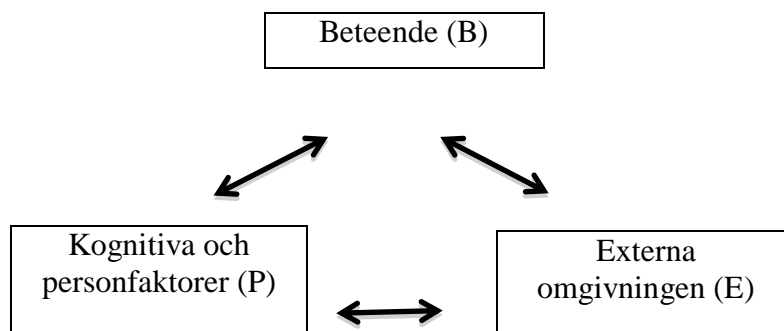 Beteende (B)
Kognitiva och
personfaktorer (P)
Externa
omgivningen (E)